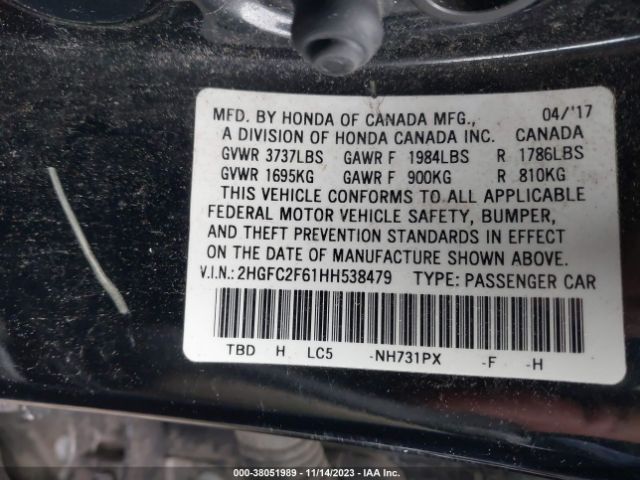 MFD. BY HONDA OF CANADA MFG., 04/'17
A DIVISION OF HONDA CANADA INC. CANADA
GVWR 3737LBS GAWR F 1984LBS R 1786LBS
GVWR 1695KG GAWR F 900KG R 810KG
THIS VEHICLE CONFORMS TO ALL APPLICABLE
FEDERAL MOTOR VEHICLE SAFETY, BUMPER,
AND THEFT PREVENTION STANDARDS IN EFFECT
ON THE DATE OF MANUFACTURE SHOWN ABOVE.
V.I.N.: 2HGFC2F61HH538479 TYPE: PASSENGER CAR
TBD H LC5 -NH731PX -F -H
000-38051989 - 11/14/2023 - IAA Inc.